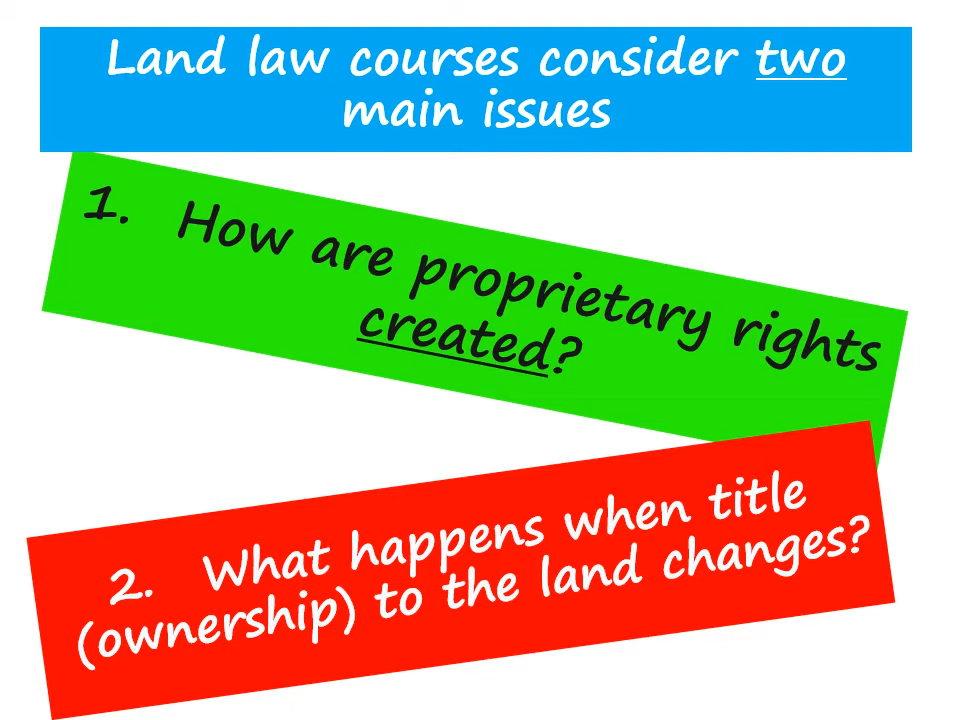 Land law courses consider two
main issues
1. How are proprietary rights
created?
2. What happens when title
(ownership) to the land changes?